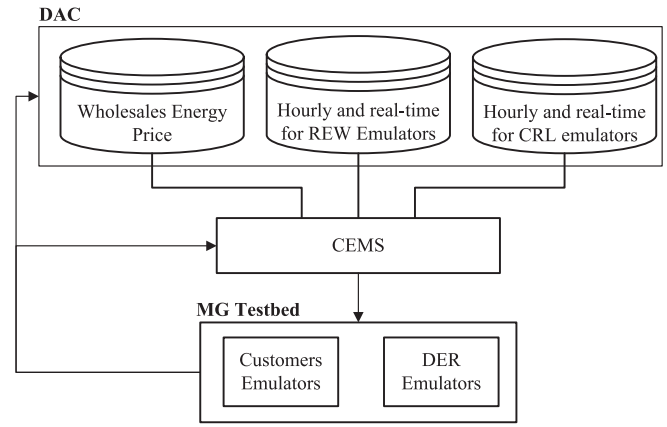 DAC
Wholesales Energy
Price
Hourly and real-time
for REW Emulators
Hourly and real-time
for CRL emulators
CEMS
MG Testbed
Customers
Emulators
DER
Emulators